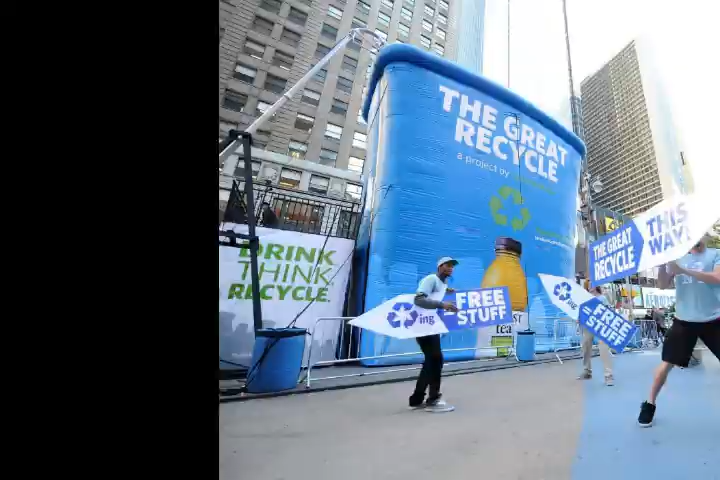 THE GREAT
RECYCLE
a project by
DRINK
THINK
RECYCLE.
ing
FREE
STUFF
tea
ing
= FREE
STUFF
THE GREAT
RECYCLE
THIS
WAY